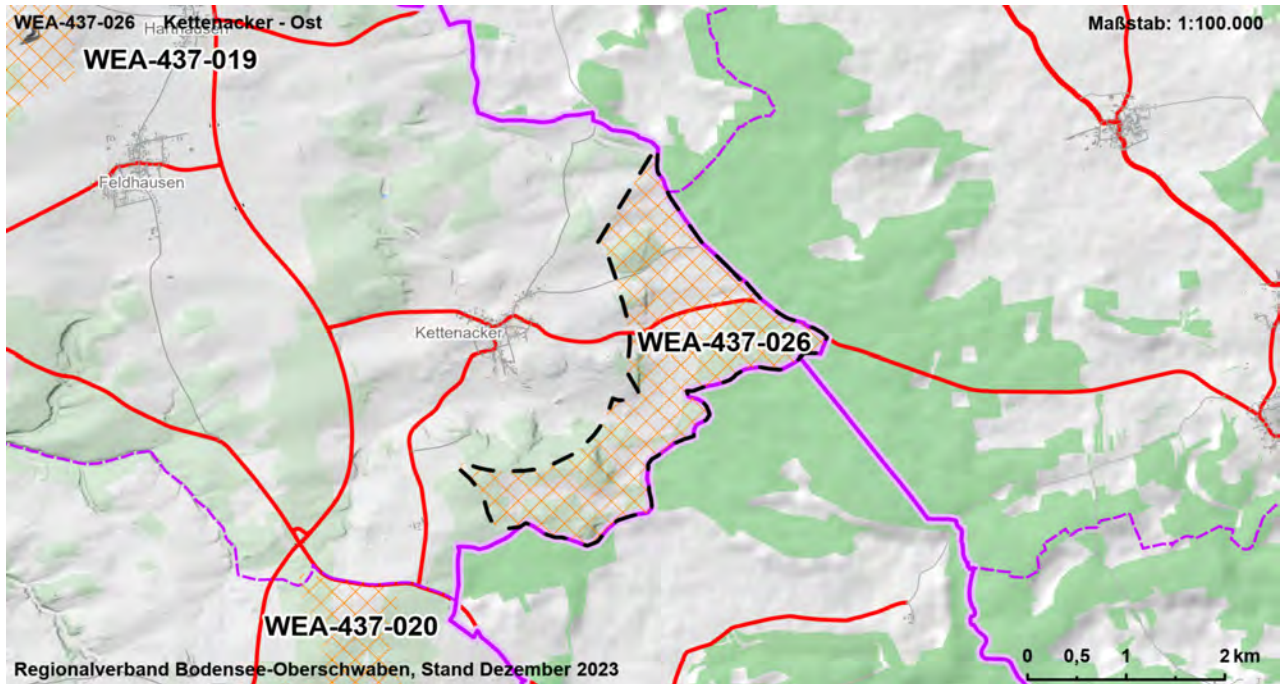 WEA-437-026 Kettenacker - Ost
Maßstab: 1:100.000
Harthausen
WEA-437-019
Feldhausen
Kettenacker
WEA-437-026
WEA-437-020
Regionalverband Bodensee-Oberschwaben, Stand Dezember 2023
0 0,5 1 2 km